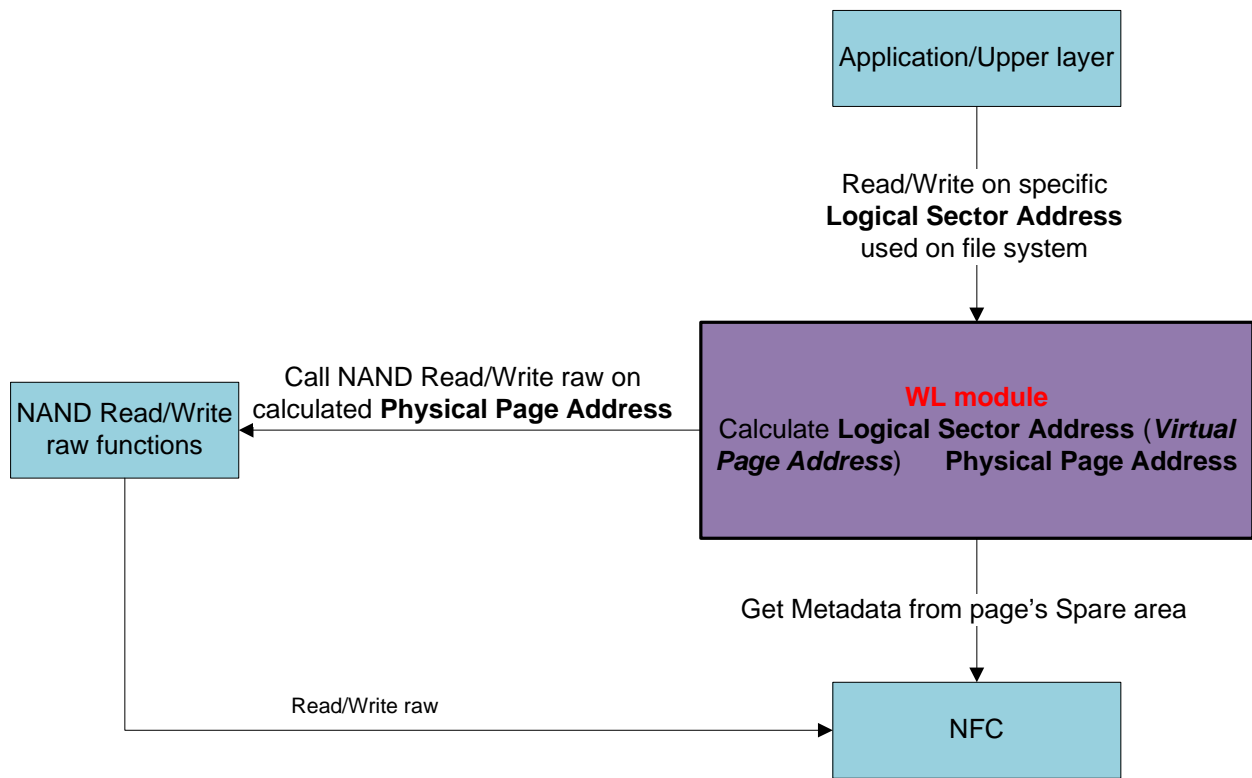 Application/Upper layer
Read/Write on specific
Logical Sector Address
used on file system
Call NAND Read/Write raw on
calculated Physical Page Address
NAND Read/Write
raw functions
WL module
Calculate Logical Sector Address (Virtual
Page Address) Physical Page Address
Get Metadata from page’s Spare area
Read/Write raw
NFC